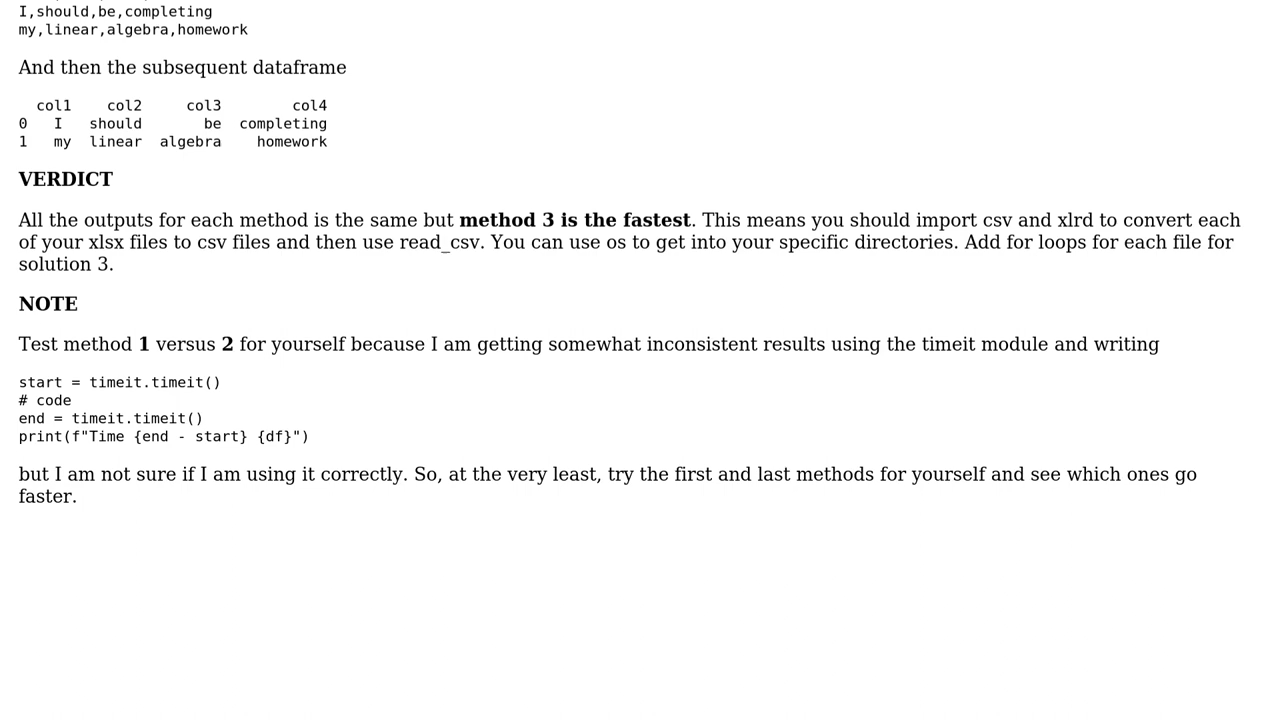 I,should,be,completing
my,linear,algebra,homework
And then the subsequent dataframe
  col1    col2     col3        col4
0   I   should       be  completing
1   my  linear  algebra    homework
VERDICT
All the outputs for each method is the same but method 3 is the fastest. This means you should import csv and xlrd to convert each
of your xlsx files to csv files and then use read_csv. You can use os to get into your specific directories. Add for loops for each file for
solution 3.
NOTE
Test method 1 versus 2 for yourself because I am getting somewhat inconsistent results using the timeit module and writing
start = timeit.timeit()
# code
end = timeit.timeit()
print(f"Time {end - start} {df}")
but I am not sure if I am using it correctly. So, at the very least, try the first and last methods for yourself and see which ones go
faster.